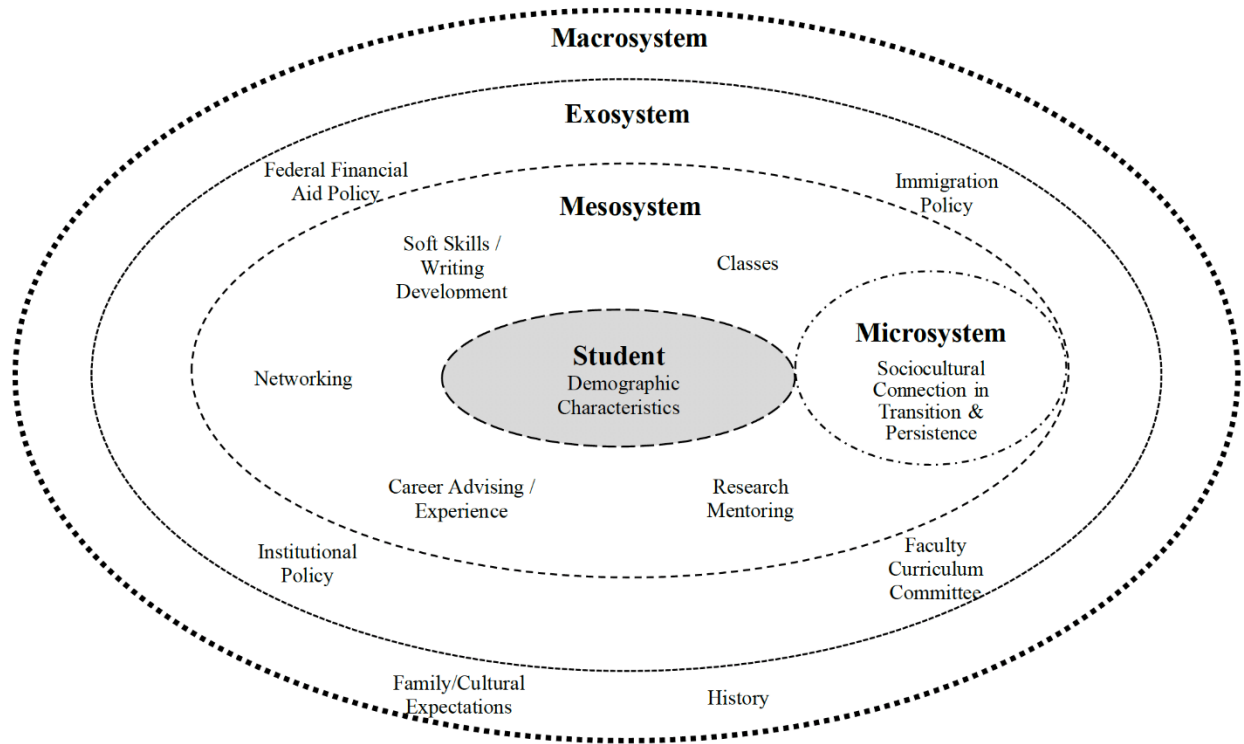 Macrosystem
Exosystem
Federal Financial
Aid Policy
Immigration
Policy
Mesosystem
Soft Skills /
Writing
Development
Classes
Microsystem
Sociocultural
Connection in
Transition &
Persistence
Student
Demographic
Characteristics
Networking
Career Advising /
Experience
Research
Mentoring
Institutional
Policy
Faculty
Curriculum
Committee
Family/Cultural
Expectations
History